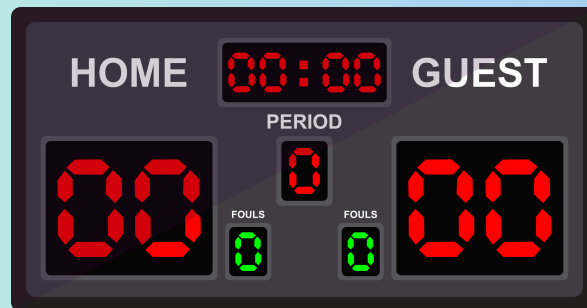 HOME 00:00 GUEST
PERIOD
00 0 00
FOULS FOULS
0 0